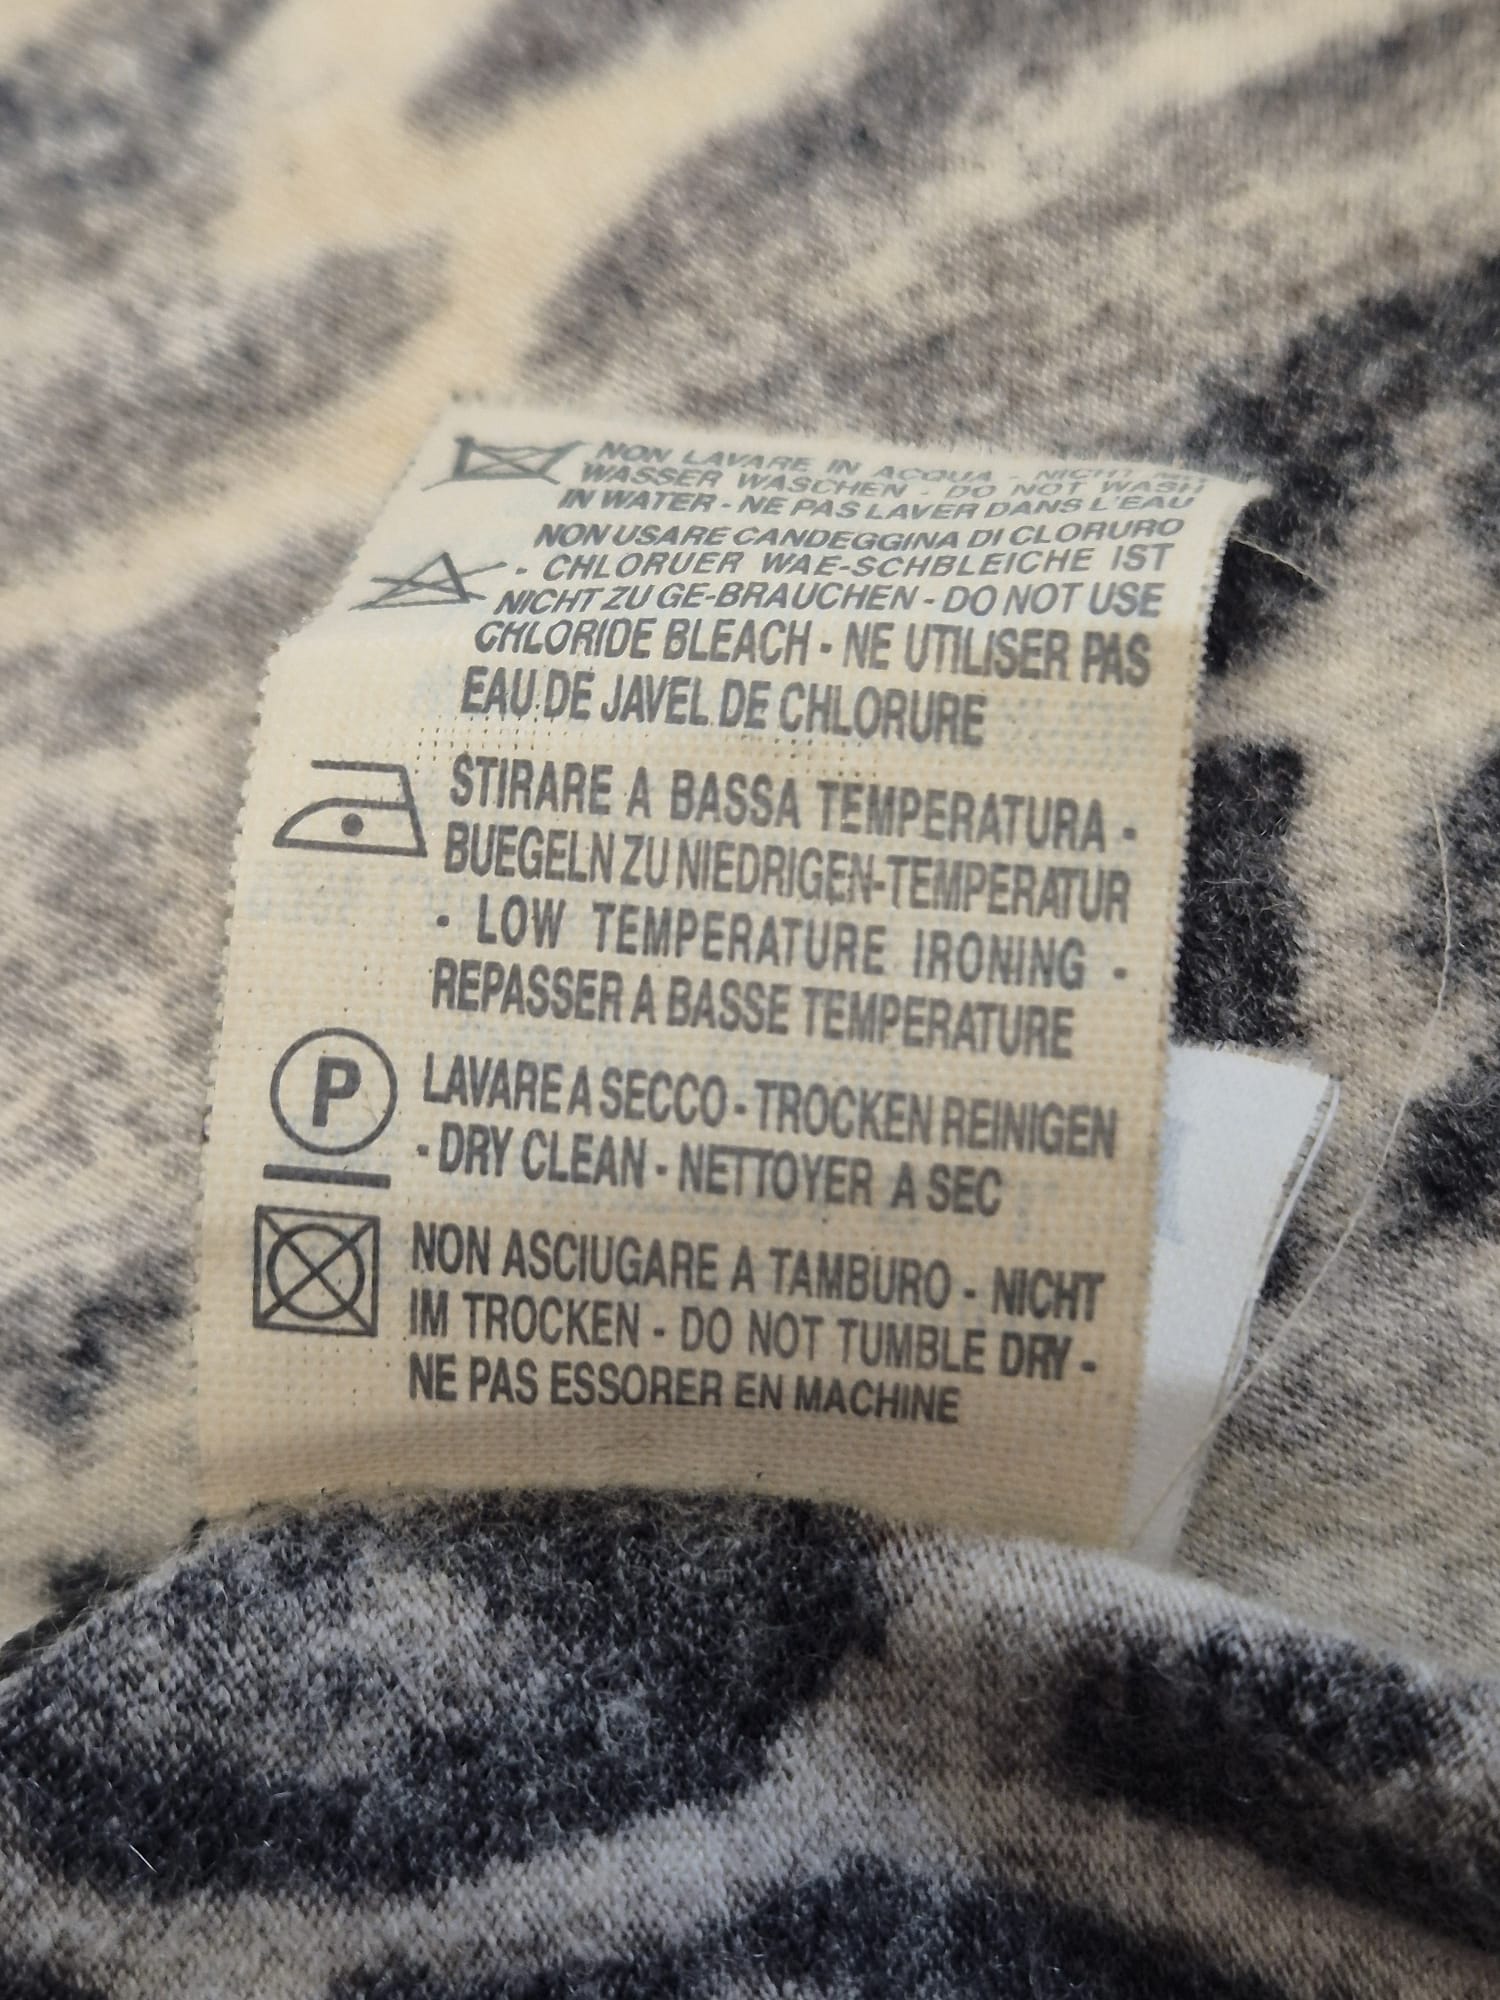 NON LAVARE IN ACQUA - NICHT
WASSER WASCHEN - DO NOT WASH
IN WATER - NE PAS LAVER DANS L'EAU
NON USARE CANDEGGINA DI CLORURO
- CHLORUER WAE-SCHBLEICHE IST
NICHT ZU GE-BRAUCHEN - DO NOT USE
CHLORIDE BLEACH - NE UTILISER PAS
EAU DE JAVEL DE CHLORURE
STIRARE A BASSA TEMPERATURA -
BUEGELN ZU NIEDRIGEN-TEMPERATUR
- LOW TEMPERATURE IRONING -
REPASSER A BASSE TEMPERATURE
P
LAVARE A SECCO - TROCKEN REINIGEN
- DRY CLEAN - NETTOYER A SEC
NON ASCIUGARE A TAMBURO - NICHT
IM TROCKEN - DO NOT TUMBLE DRY -
NE PAS ESSORER EN MACHINE